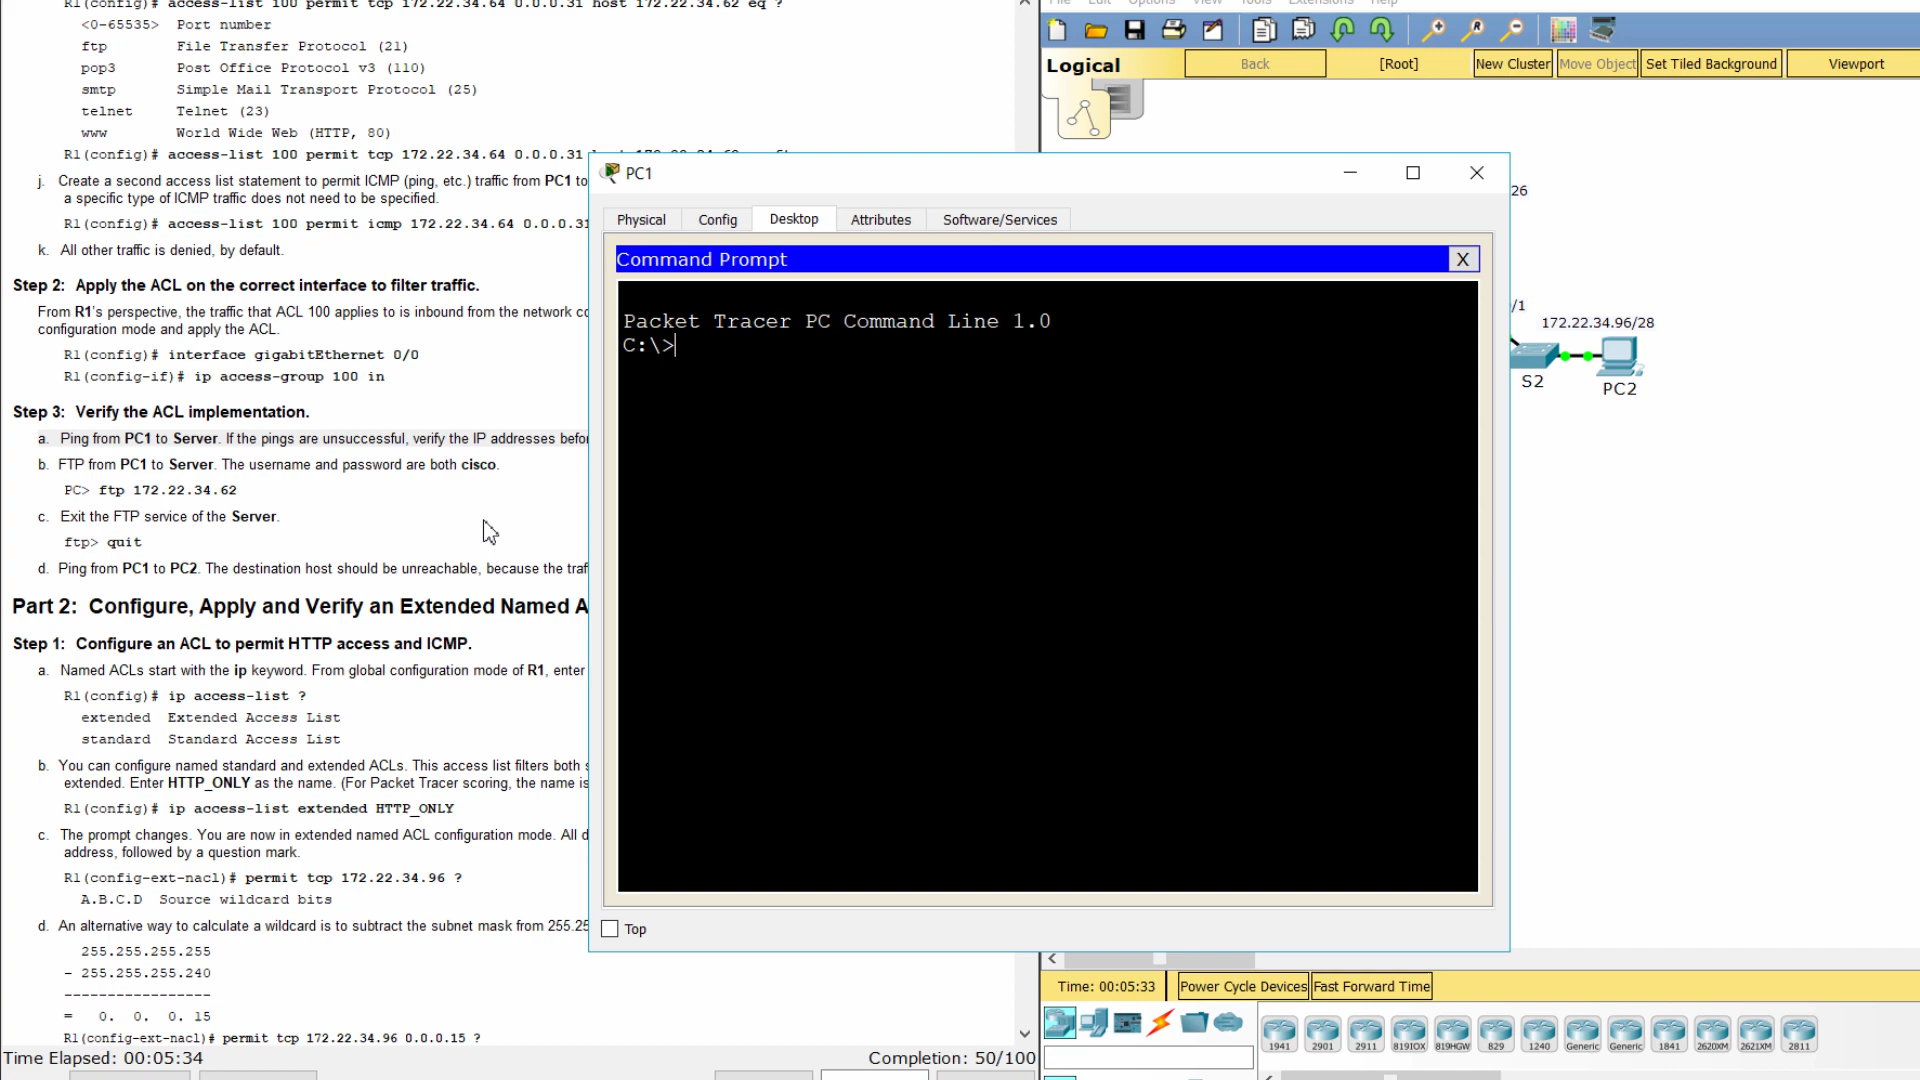 R1(config)# access-list 100 permit tcp 172.22.34.64 0.0.0.31 host 172.22.34.62 eq ?
<0-65535> Port number
ftp File Transfer Protocol (21)
pop3 Post Office Protocol v3 (110)
smtp Simple Mail Transport Protocol (25)
telnet Telnet (23)
www World Wide Web (HTTP, 80)
R1(config)# access-list 100 permit tcp 172.22.34.64 0.0.0.31
j. Create a second access list statement to permit ICMP (ping, etc.) traffic from PC1 to
a specific type of ICMP traffic does not need to be specified.
R1(config)# access-list 100 permit icmp 172.22.34.64 0.0.0.31
k. All other traffic is denied, by default.
Step 2: Apply the ACL on the correct interface to filter traffic.
From R1's perspective, the traffic that ACL 100 applies to is inbound from the network co
configuration mode and apply the ACL.
R1(config)# interface gigabitEthernet 0/0
R1(config-if)# ip access-group 100 in
Step 3: Verify the ACL implementation.
a. Ping from PC1 to Server. If the pings are unsuccessful, verify the IP addresses befor
b. FTP from PC1 to Server. The username and password are both cisco.
PC> ftp 172.22.34.62
c. Exit the FTP service of the Server.
ftp> quit
d. Ping from PC1 to PC2. The destination host should be unreachable, because the traf
Part 2: Configure, Apply and Verify an Extended Named A
Step 1: Configure an ACL to permit HTTP access and ICMP.
a. Named ACLs start with the ip keyword. From global configuration mode of R1, enter
R1(config)# ip access-list ?
extended Extended Access List
standard Standard Access List
b. You can configure named standard and extended ACLs. This access list filters both s
extended. Enter HTTP_ONLY as the name. (For Packet Tracer scoring, the name is
R1(config)# ip access-list extended HTTP_ONLY
c. The prompt changes. You are now in extended named ACL configuration mode. All d
address, followed by a question mark.
R1(config-ext-nacl)# permit tcp 172.22.34.96 ?
A.B.C.D Source wildcard bits
d. An alternative way to calculate a wildcard is to subtract the subnet mask from 255.25
255.255.255.255
- 255.255.255.240
-----------------
= 0. 0. 0. 15
R1(config-ext-nacl)# permit tcp 172.22.34.96 0.0.0.15 ?
Time Elapsed: 00:05:34
Completion: 50/100
PC1
Physical
Config
Desktop
Attributes
Software/Services
Command Prompt
X
Packet Tracer PC Command Line 1.0
C:\>
Top
File Edit Options View Tools Extensions Help
Logical
Back
[Root]
New Cluster
Move Object
Set Tiled Background
Viewport
26
/1
172.22.34.96/28
S2
PC2
Time: 00:05:33
Power Cycle Devices
Fast Forward Time
1941
2901
2911
819IOX
819HGW
829
1240
Generic
Generic
1841
2620XM
2621XM
2811